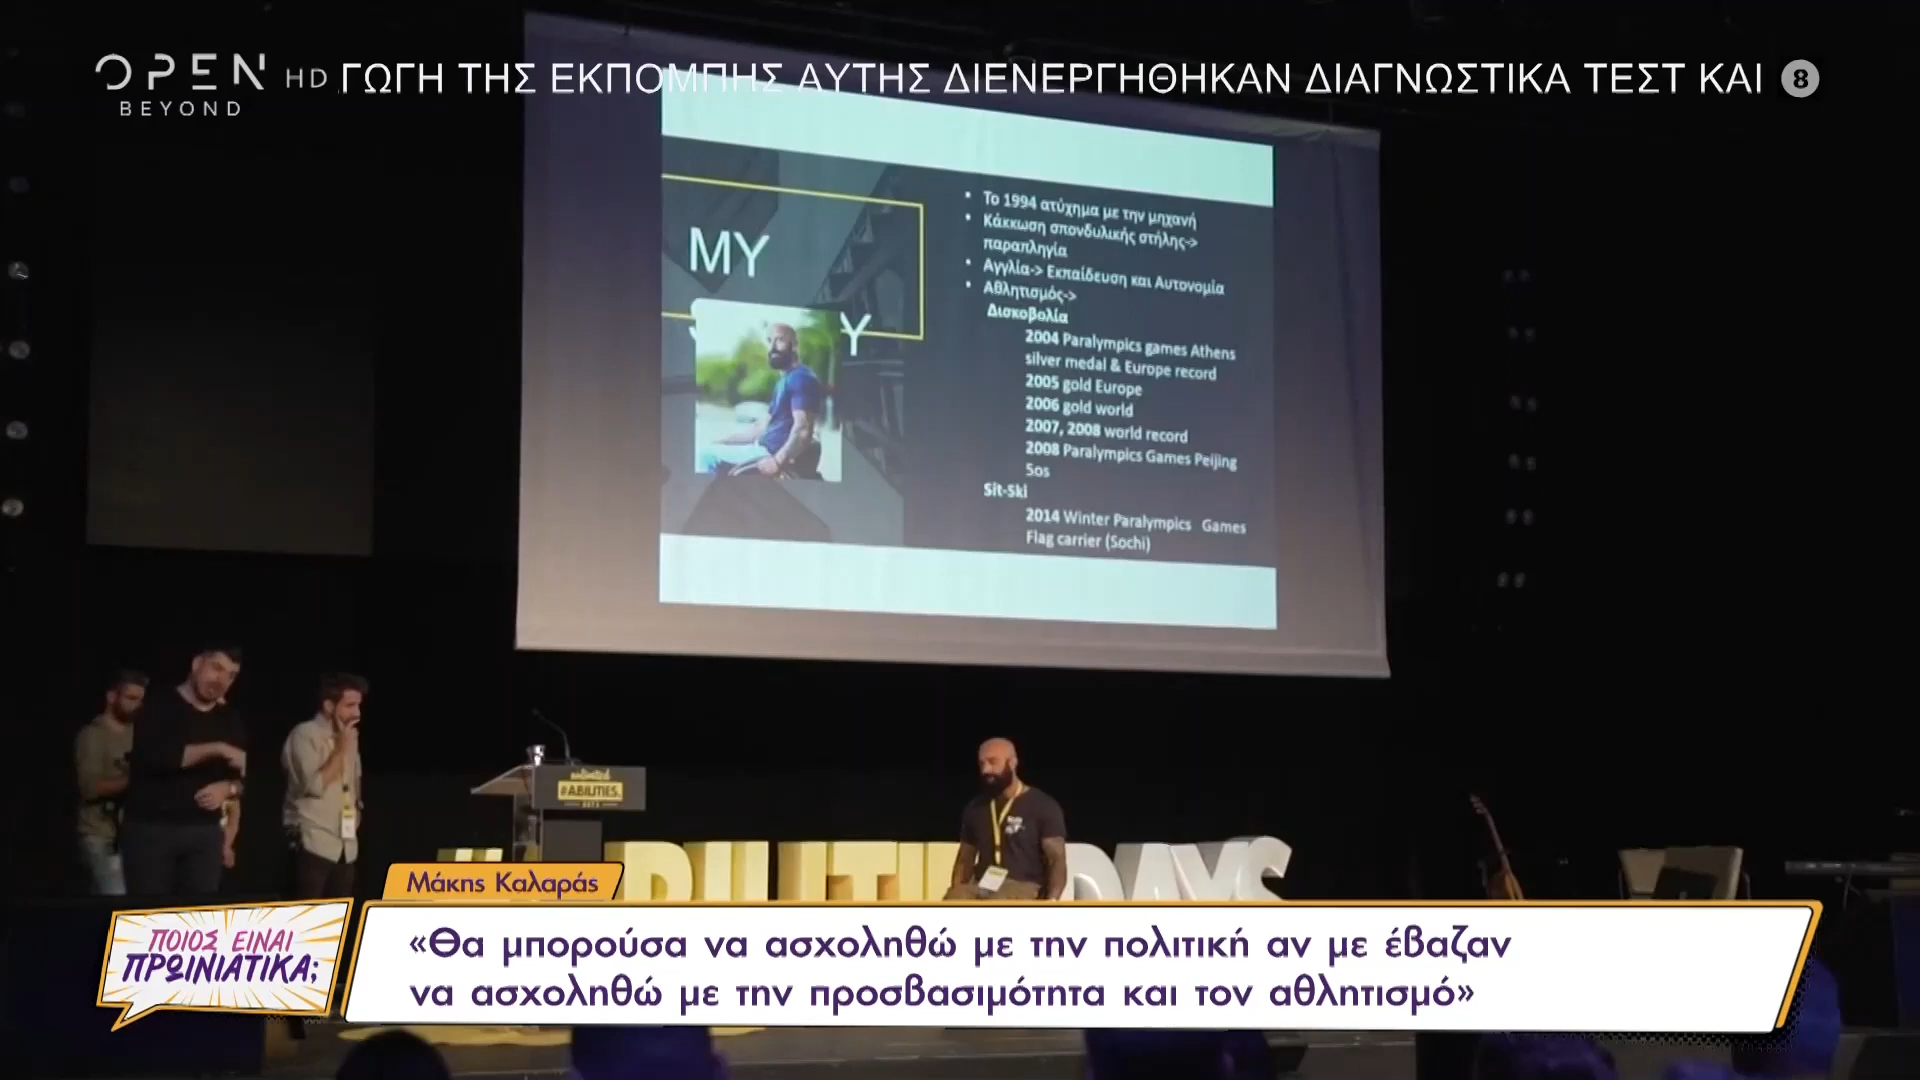 OPEN HD
BEYOND
ΓΩΓΗ ΤΗΣ ΕΚΠΟΜΠΗΣ ΑΥΤΗΣ ΔΙΕΝΕΡΓΗΘΗΚΑΝ ΔΙΑΓΝΩΣΤΙΚΑ ΤΕΣΤ ΚΑΙ
8
MY
Y
• Το 1994 ατύχημα με την μηχανή
• Κάκκωση σπονδυλικής στήλης->
παραπληγία
• Αγγλία-> Εκπαίδευση και Αυτονομία
• Αθλητισμός->
Δισκοβολία
2004 Paralympics games Athens
silver medal & Europe record
2005 gold Europe
2006 gold world
2007, 2008 world record
2008 Paralympics Games Peijing
5os
Sit-Ski
2014 Winter Paralympics Games
Flag carrier (Sochi)
#ABILITIES.
DAYS
Μάκης Καλαράς
ΠΟΙΟΣ ΕΙΝΑΙ
ΠΡΩΙΝΙΑΤΙΚΑ;
«Θα μπορούσα να ασχοληθώ με την πολιτική αν με έβαζαν
να ασχοληθώ με την προσβασιμότητα και τον αθλητισμό»